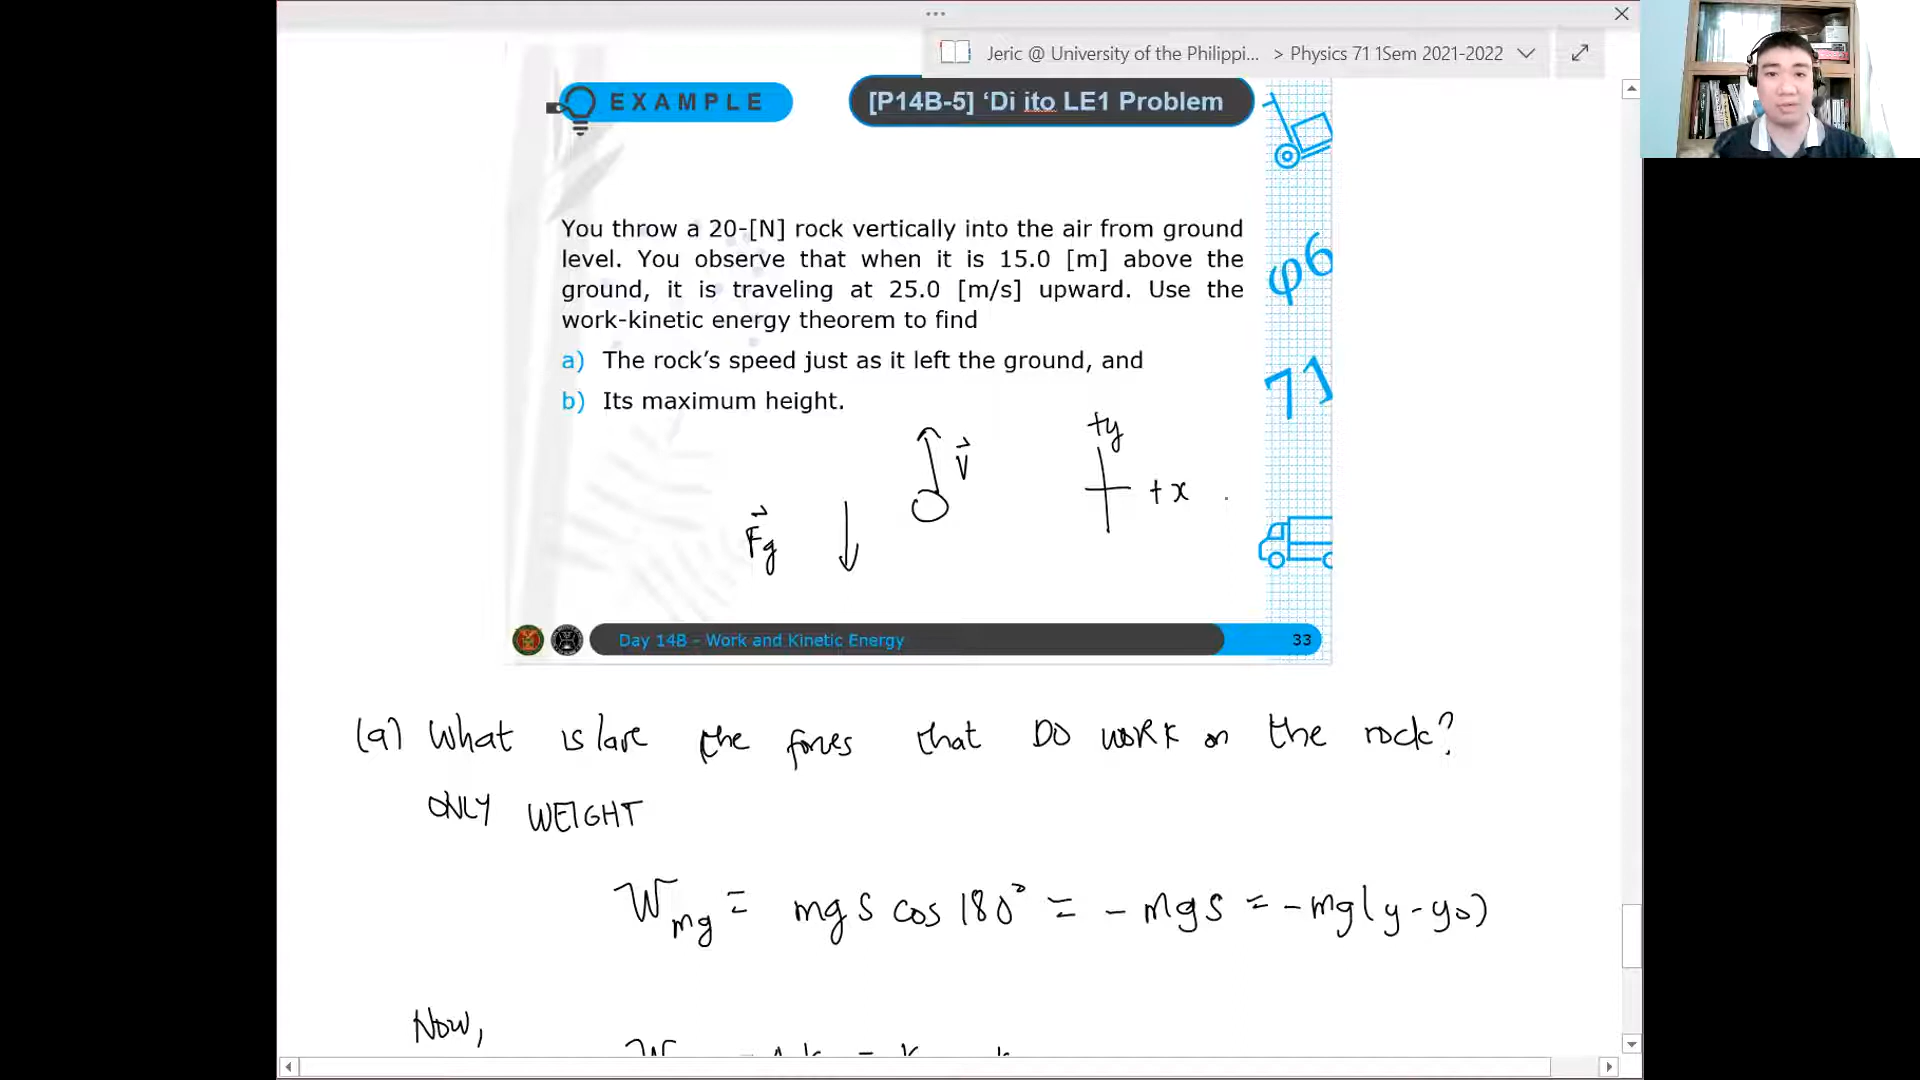 ...
Jeric @ University of the Philippi... > Physics 71 1Sem 2021-2022
EXAMPLE
[P14B-5] ‘Di ito LE1 Problem
You throw a 20-[N] rock vertically into the air from ground
level. You observe that when it is 15.0 [m] above the
ground, it is traveling at 25.0 [m/s] upward. Use the
work-kinetic energy theorem to find
a) The rock’s speed just as it left the ground, and
b) Its maximum height.
φ6
71
+y
V⃗
+x
F⃗g
Day 14B – Work and Kinetic Energy
33
(a) What is/are the forces that DO WORK on the rock?
ONLY WEIGHT
W_mg = mgs cos 180° = - mgs = -mg(y-y₀)
Now,